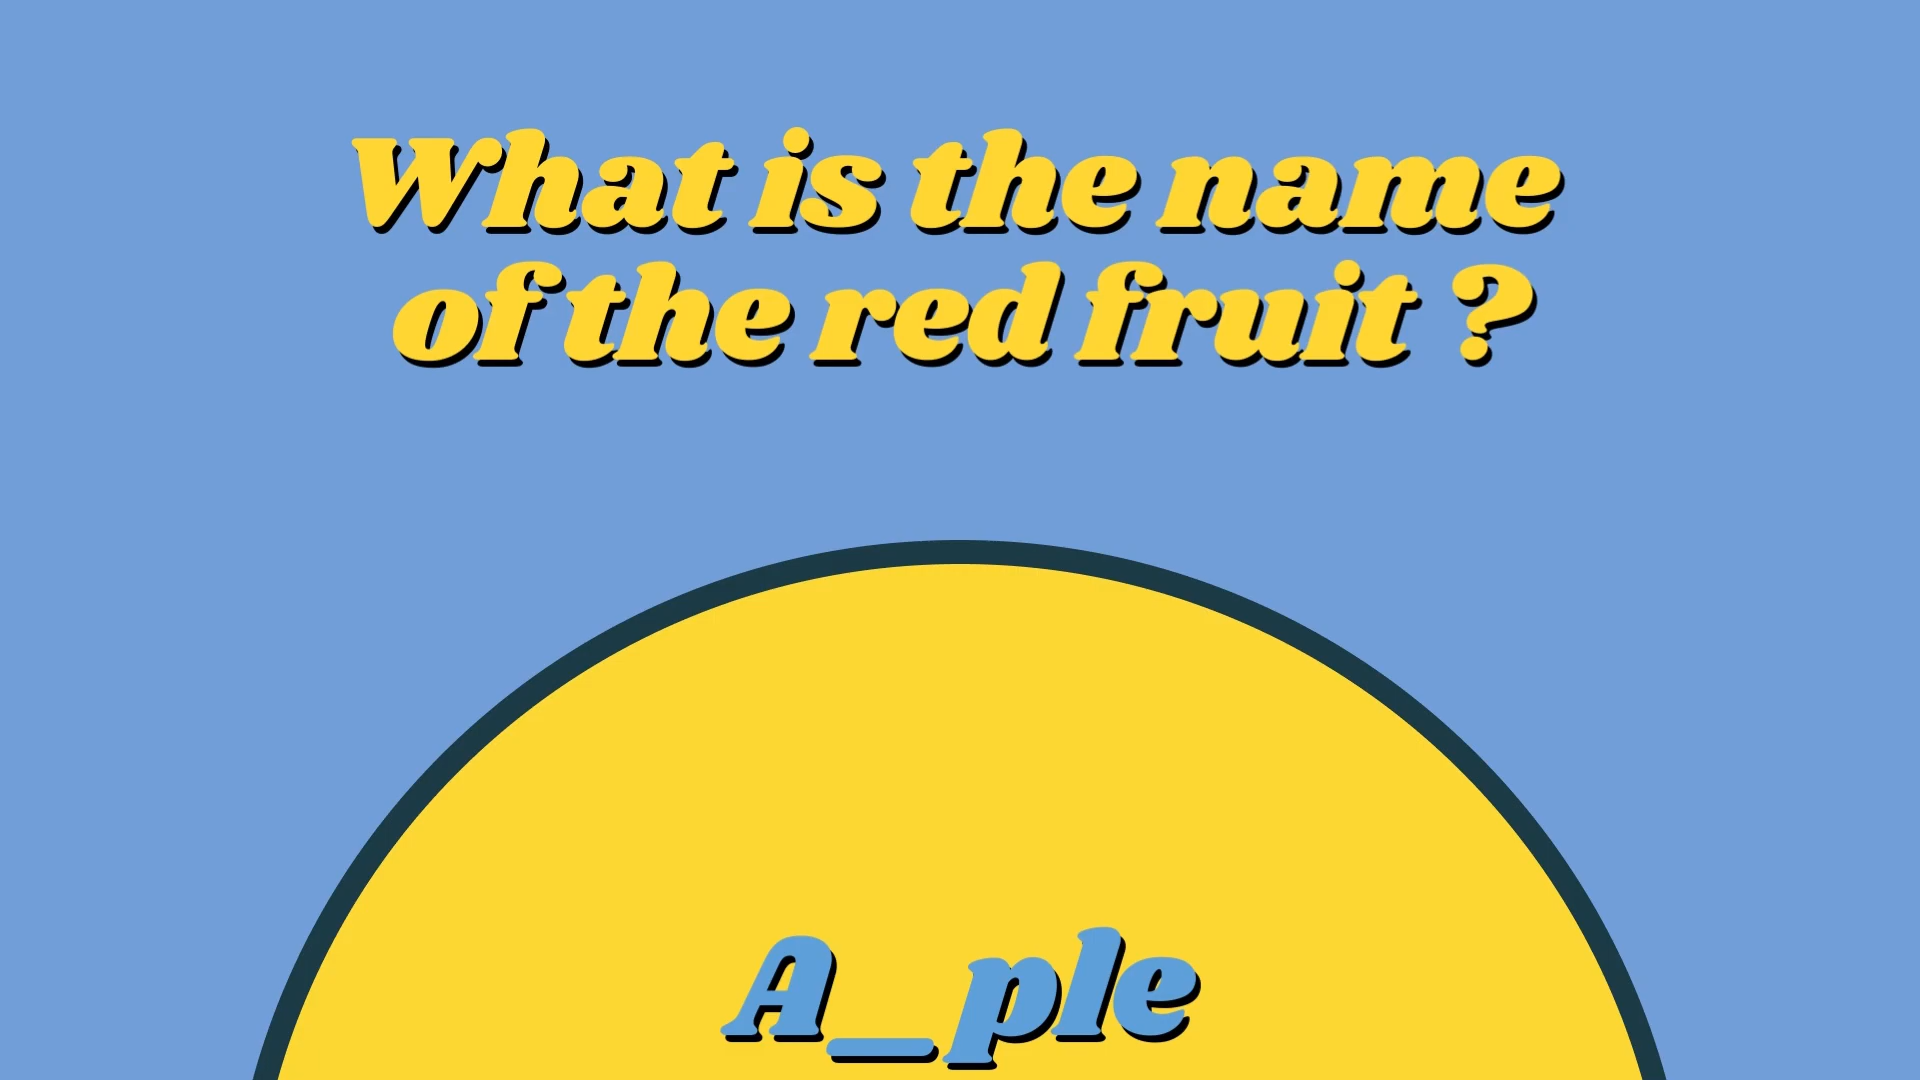 What is the name
of the red fruit ?
A_ple